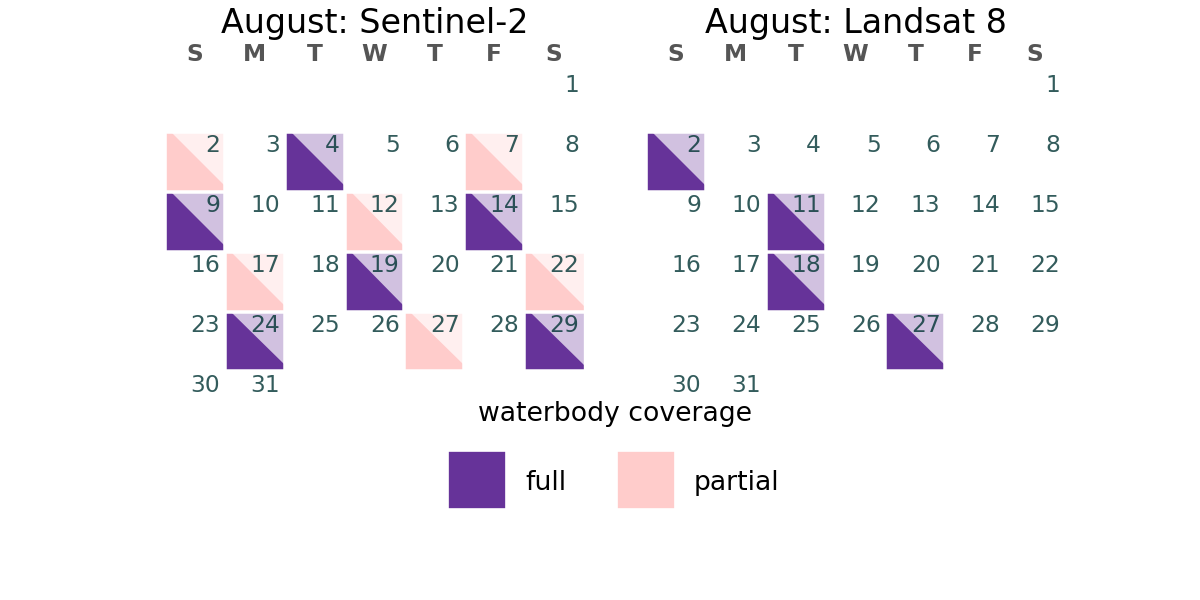 August: Sentinel-2
S M T W T F S
1
2 3 4 5 6 7 8
9 10 11 12 13 14 15
16 17 18 19 20 21 22
23 24 25 26 27 28 29
30 31
August: Landsat 8
S M T W T F S
1
2 3 4 5 6 7 8
9 10 11 12 13 14 15
16 17 18 19 20 21 22
23 24 25 26 27 28 29
30 31
waterbody coverage
full partial